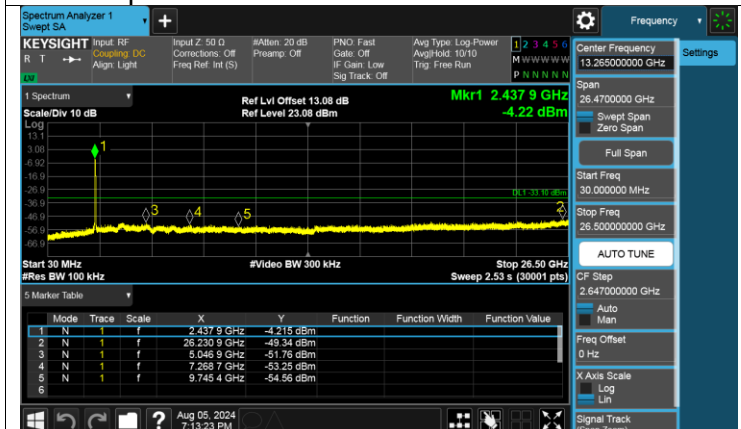 Spectrum Analyzer 1
Swept SA
Frequency
KEYSIGHT
R T
LXI
Input: RF
Coupling: DC
Align: Light
Input Z: 50 Ω
Corrections: Off
Freq Ref: Int (S)
#Atten: 20 dB
Preamp: Off
PNO: Fast
Gate: Off
IF Gain: Low
Sig Track: Off
Avg Type: Log-Power
Avg|Hold: 10/10
Trig: Free Run
1 2 3 4 5 6
M W W W W W
P N N N N N
1 Spectrum
Scale/Div 10 dB
Ref Lvl Offset 13.08 dB
Ref Level 23.08 dBm
Mkr1 2.437 9 GHz
-4.22 dBm
Log
13.1
3.08
-6.92
-16.9
-26.9
-36.9
-46.9
-56.9
-66.9
1
3
4
5
2
DL1 -33.10 dBm
Start 30 MHz
#Res BW 100 kHz
#Video BW 300 kHz
Stop 26.50 GHz
Sweep 2.53 s (30001 pts)
5 Marker Table
Mode Trace Scale X Y Function Function Width Function Value
1 N 1 f 2.437 9 GHz -4.215 dBm
2 N 1 f 26.230 9 GHz -49.34 dBm
3 N 1 f 5.046 9 GHz -51.76 dBm
4 N 1 f 7.268 7 GHz -53.25 dBm
5 N 1 f 9.745 4 GHz -54.56 dBm
6
Aug 05, 2024
7:13:23 PM
Center Frequency
13.265000000 GHz
Span
26.4700000 GHz
Swept Span
Zero Span
Full Span
Start Freq
30.000000 MHz
Stop Freq
26.500000000 GHz
AUTO TUNE
CF Step
2.647000000 GHz
Auto
Man
Freq Offset
0 Hz
X Axis Scale
Log
Lin
Signal Track
(Span Zoom)
Settings